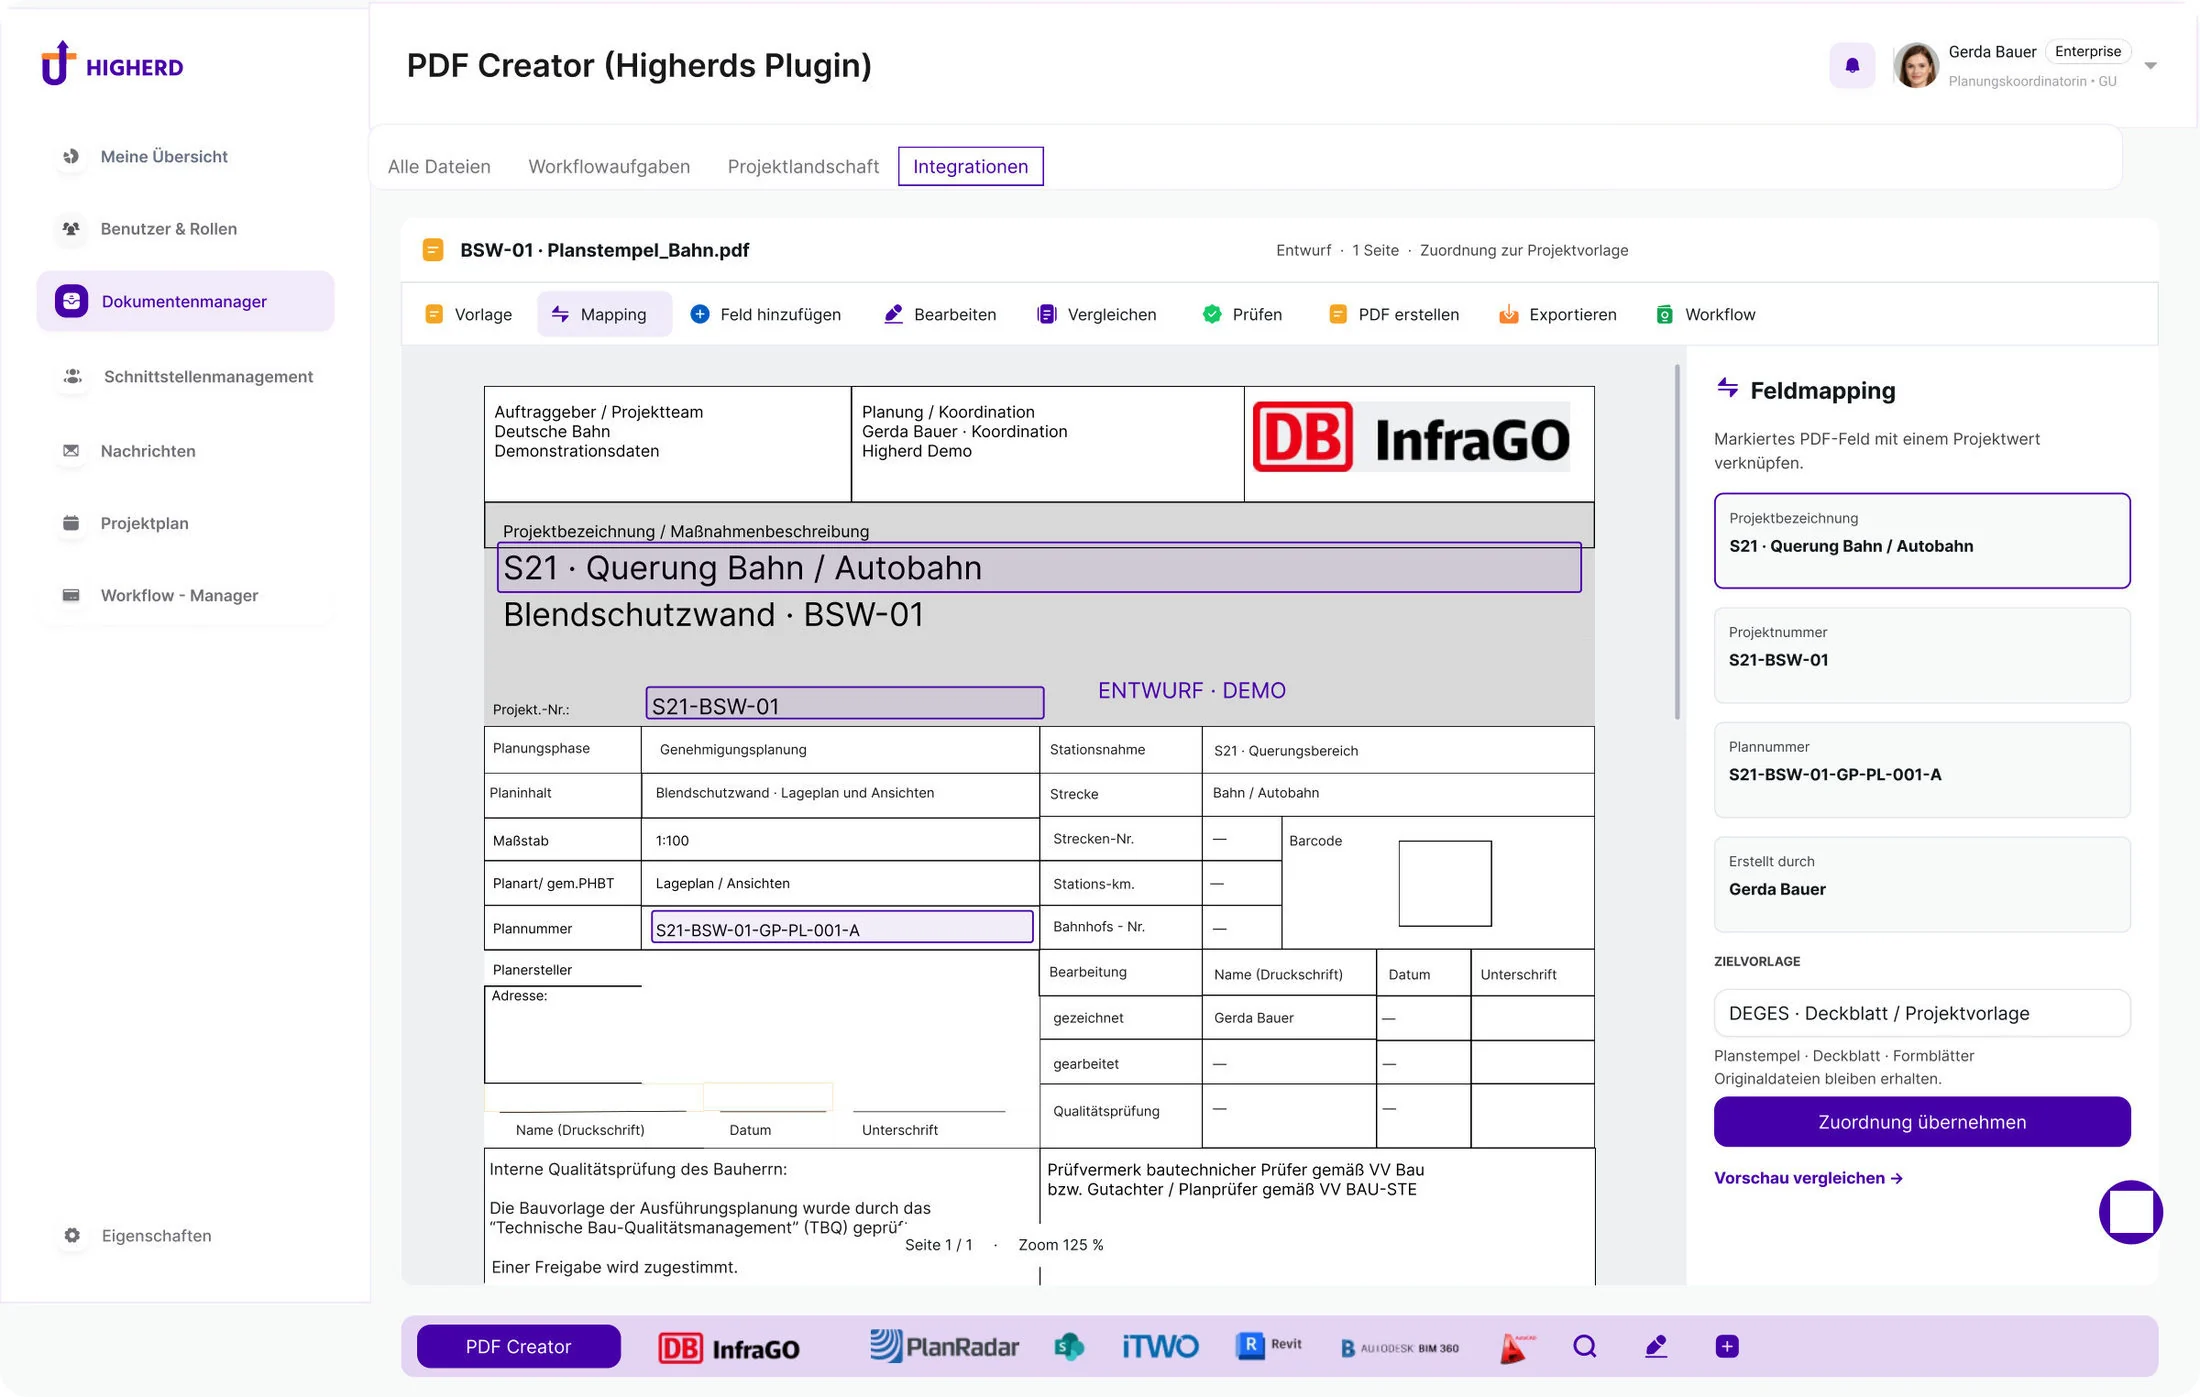 HIGHERD
PDF Creator (Higherds Plugin)
Gerda Bauer
Enterprise
Planungskoordinatorin • GU
Meine Übersicht
Benutzer & Rollen
Dokumentenmanager
Schnittstellenmanagement
Nachrichten
Projektplan
Workflow - Manager
Eigenschaften
Alle Dateien
Workflowaufgaben
Projektlandschaft
Integrationen
BSW-01 · Planstempel_Bahn.pdf
Entwurf · 1 Seite · Zuordnung zur Projektvorlage
Vorlage
Mapping
Feld hinzufügen
Bearbeiten
Vergleichen
Prüfen
PDF erstellen
Exportieren
Workflow
Auftraggeber / Projektteam
Deutsche Bahn
Demonstrationsdaten
Planung / Koordination
Gerda Bauer · Koordination
Higherd Demo
DB InfraGO
Projektbezeichnung / Maßnahmenbeschreibung
S21 · Querung Bahn / Autobahn
Blendschutzwand · BSW-01
Projekt.-Nr.:
S21-BSW-01
ENTWURF · DEMO
Planungsphase
Genehmigungsplanung
Stationsnahme
S21 · Querungsbereich
Planinhalt
Blendschutzwand · Lageplan und Ansichten
Strecke
Bahn / Autobahn
Maßstab
1:100
Strecken-Nr.
—
Barcode
Planart/ gem.PHBT
Lageplan / Ansichten
Stations-km.
—
Plannummer
S21-BSW-01-GP-PL-001-A
Bahnhofs - Nr.
—
Planersteller
Adresse:
Bearbeitung
Name (Druckschrift)
Datum
Unterschrift
gezeichnet
Gerda Bauer
—
gearbeitet
—
—
Qualitätsprüfung
—
—
Name (Druckschrift)
Datum
Unterschrift
Interne Qualitätsprüfung des Bauherrn:
Die Bauvorlage der Ausführungsplanung wurde durch das
“Technische Bau-Qualitätsmanagement” (TBQ) geprüf
Einer Freigabe wird zugestimmt.
Prüfvermerk bautechnicher Prüfer gemäß VV Bau
bzw. Gutachter / Planprüfer gemäß VV BAU-STE
Seite 1 / 1 · Zoom 125 %
Feldmapping
Markiertes PDF-Feld mit einem Projektwert
verknüpfen.
Projektbezeichnung
S21 · Querung Bahn / Autobahn
Projektnummer
S21-BSW-01
Plannummer
S21-BSW-01-GP-PL-001-A
Erstellt durch
Gerda Bauer
ZIELVORLAGE
DEGES · Deckblatt / Projektvorlage
Planstempel · Deckblatt · Formblätter
Originaldateien bleiben erhalten.
Zuordnung übernehmen
Vorschau vergleichen →
PDF Creator
DB InfraGO
PlanRadar
S
iTWO
R Revit
B AUTODESK BIM 360
AUTOCAD